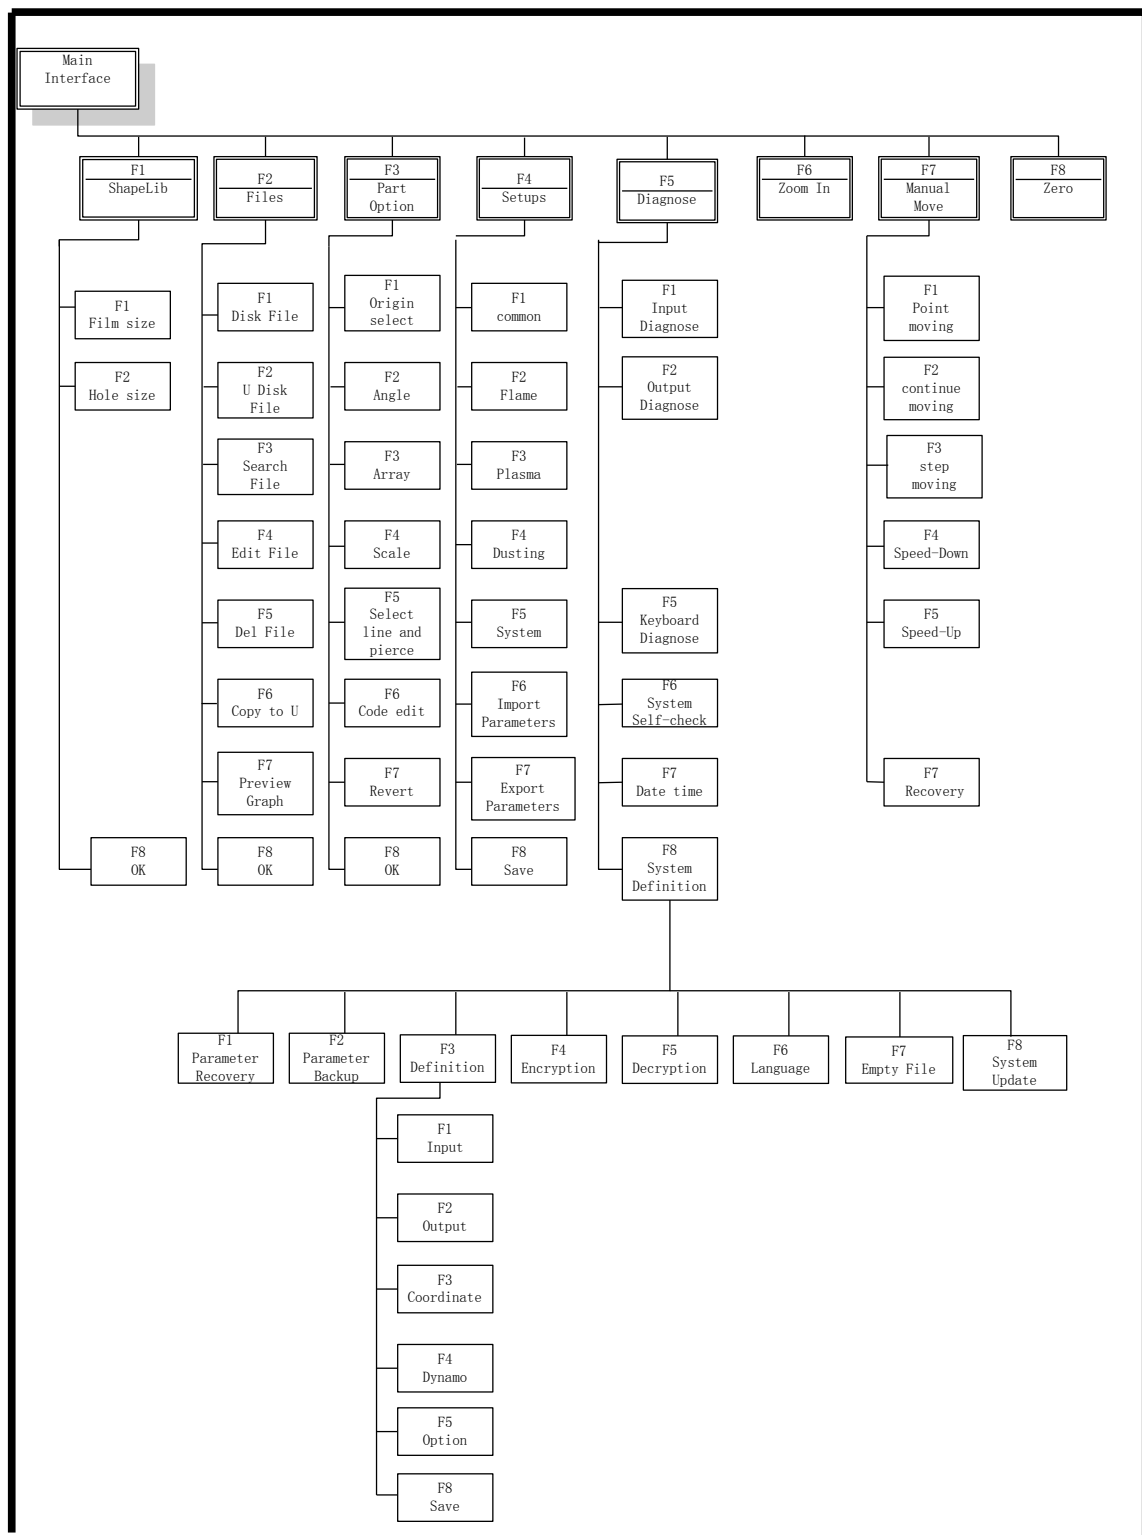 Main
Interface
F1
ShapeLib
F2
Files
F3
Part
Option
F4
Setups
F5
Diagnose
F6
Zoom In
F7
Manual
Move
F8
Zero
F1
Film size
F2
Hole size
F8
OK
F1
Disk File
F2
U Disk
File
F3
Search
File
F4
Edit File
F5
Del File
F6
Copy to U
F7
Preview
Graph
F8
OK
F1
Origin
select
F2
Angle
F3
Array
F4
Scale
F5
Select
line and
pierce
F6
Code edit
F7
Revert
F8
OK
F1
common
F2
Flame
F3
Plasma
F4
Dusting
F5
System
F6
Import
Parameters
F7
Export
Parameters
F8
Save
F1
Input
Diagnose
F2
Output
Diagnose
F5
Keyboard
Diagnose
F6
System
Self-check
F7
Date time
F8
System
Definition
F1
Point
moving
F2
continue
moving
F3
step
moving
F4
Speed-Down
F5
Speed-Up
F7
Recovery
F1
Parameter
Recovery
F2
Parameter
Backup
F3
Definition
F4
Encryption
F5
Decryption
F6
Language
F7
Empty File
F8
System
Update
F1
Input
F2
Output
F3
Coordinate
F4
Dynamo
F5
Option
F8
Save